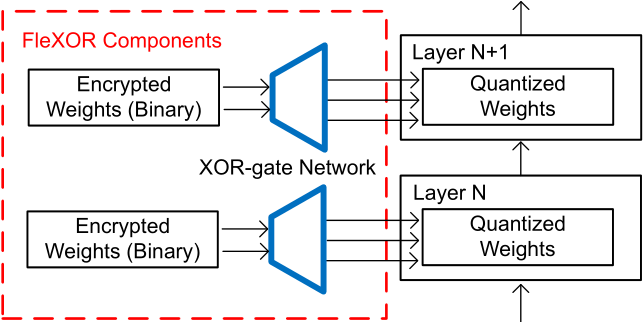 FleXOR Components
Encrypted
Weights (Binary)
Layer N+1
Quantized
Weights
XOR-gate Network
Encrypted
Weights (Binary)
Layer N
Quantized
Weights